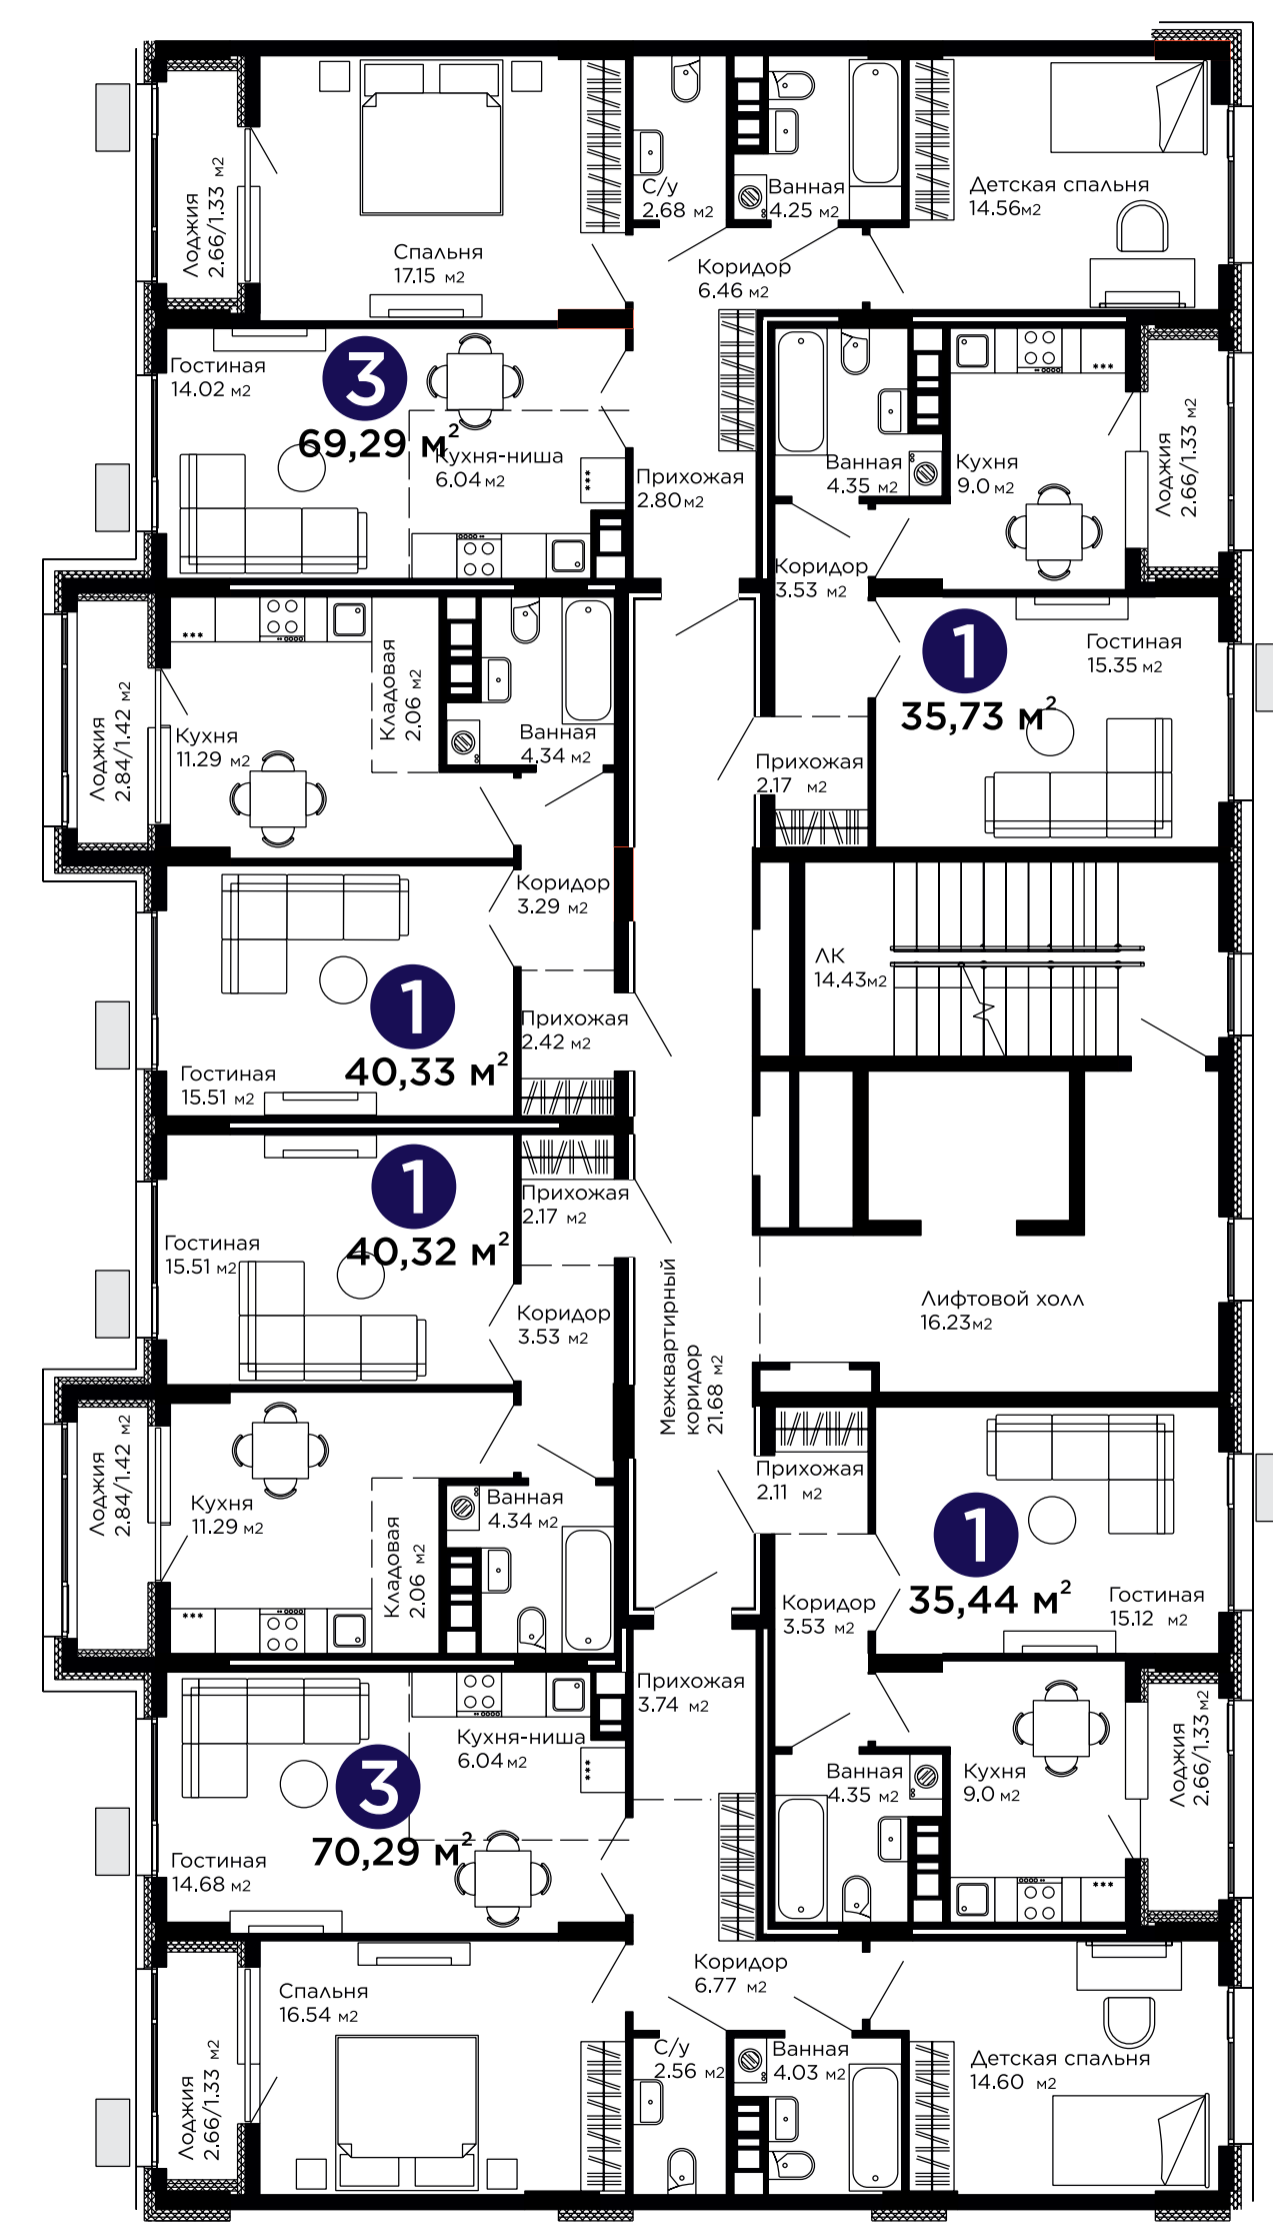 Лоджия
2.66/1.33 м2
Спальня
17.15 м2
С/у
2.68 м2
Ванная
4.25 м2
Детская спальня
14.56м2
Коридор
6.46 м2
Гостиная
14.02 м2
3
69,29 м²
Кухня-ниша
6.04м2
Прихожая
2.80м2
Ванная
4.35 м2
Кухня
9.0 м2
Лоджия
2.66/1.33 м2
Коридор
3.53 м2
1
35,73 м²
Гостиная
15.35 м2
Прихожая
2.17 м2
Лоджия
2.84/1.42 м2
Кухня
11.29 м2
Кладовая
2.06 м2
Ванная
4.34 м2
Коридор
3.29 м2
1
40,33 м²
Прихожая
2.42 м2
Гостиная
15.51 м2
ЛК
14.43м2
1
40,32 м²
Прихожая
2.17 м2
Гостиная
15.51 м2
Коридор
3.53 м2
Межквартирный
коридор
21.68 м2
Лифтовой холл
16.23м2
Лоджия
2.84/1.42 м2
Кухня
11.29 м2
Кладовая
2.06 м2
Ванная
4.34 м2
Прихожая
2.11 м2
1
35,44 м²
Коридор
3.53 м2
Гостиная
15.12 м2
Прихожая
3.74 м2
Кухня-ниша
6.04м2
3
70,29 м²
Гостиная
14.68 м2
Ванная
4.35 м2
Кухня
9.0 м2
Лоджия
2.66/1.33 м2
Коридор
6.77 м2
Спальня
16.54 м2
Лоджия
2.66/1.33 м2
С/у
2.56 м2
Ванная
4.03 м2
Детская спальня
14.60 м2